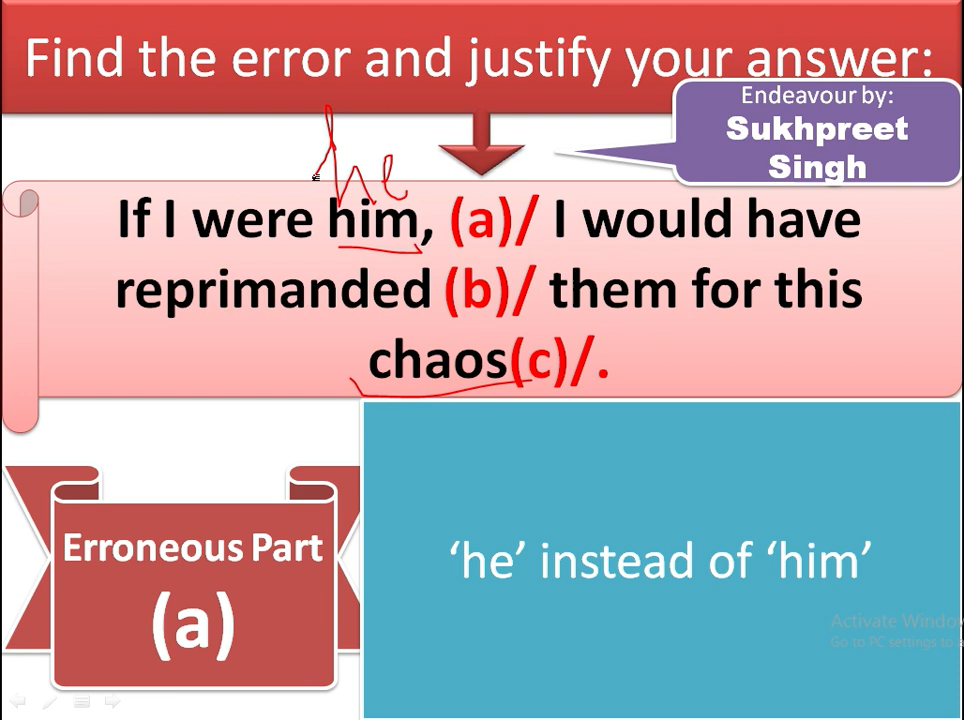 Find the error and justify your answer:
Endeavour by:
Sukhpreet
Singh
he
If I were him, (a)/ I would have
reprimanded (b)/ them for this
chaos(c)/.
Erroneous Part
(a)
‘he’ instead of ‘him’
Activate Window
Go to PC settings to a